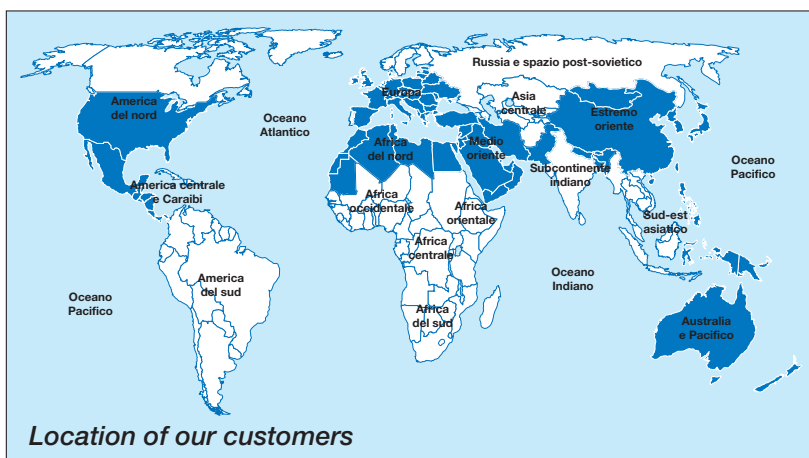 Russia e spazio post-sovietico
America
del nord
Europa
Asia
centrale
Estremo
oriente
Oceano
Atlantico
Africa
del nord
Medio
oriente
Oceano
Pacifico
Subcontinente
indiano
America centrale
e Caraibi
Africa
occidentale
Africa
orientale
Sud-est
asiatico
Africa
centrale
America
del sud
Oceano
Indiano
Oceano
Pacifico
Africa
del sud
Australia
e Pacifico
Location of our customers